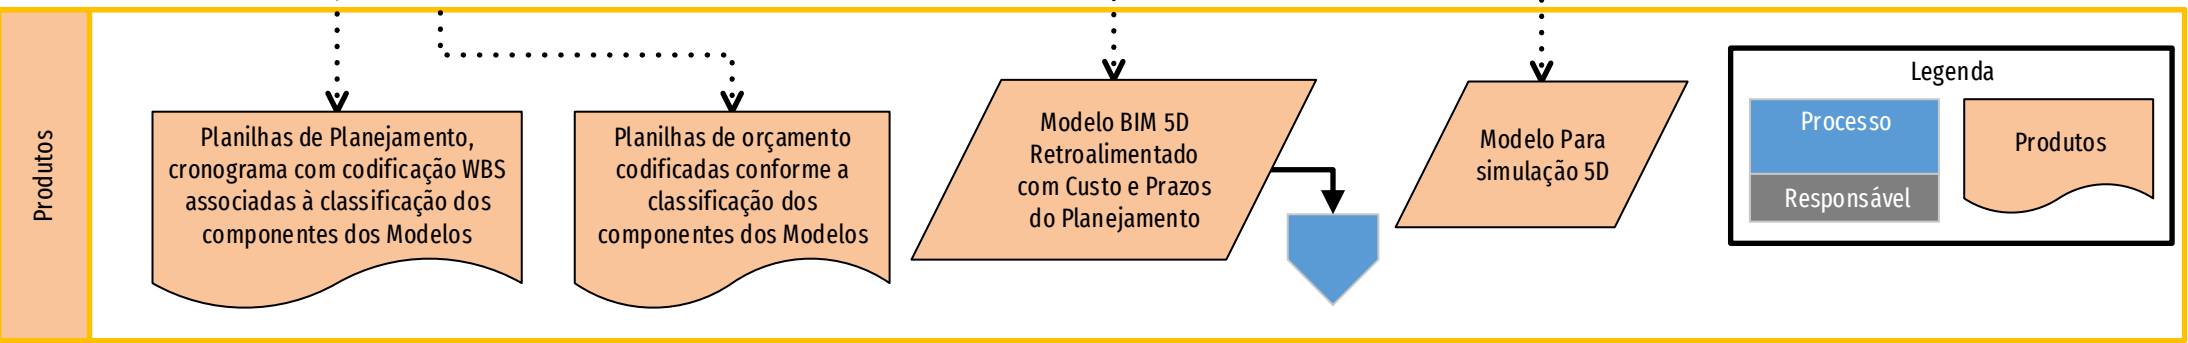 Produtos
Planilhas de Planejamento,
cronograma com codificação WBS
associadas à classificação dos
componentes dos Modelos
Planilhas de orçamento
codificadas conforme a
classificação dos
componentes dos Modelos
Modelo BIM 5D
Retroalimentado
com Custo e Prazos
do Planejamento
Modelo Para
simulação 5D
Legenda
Processo
Responsável
Produtos